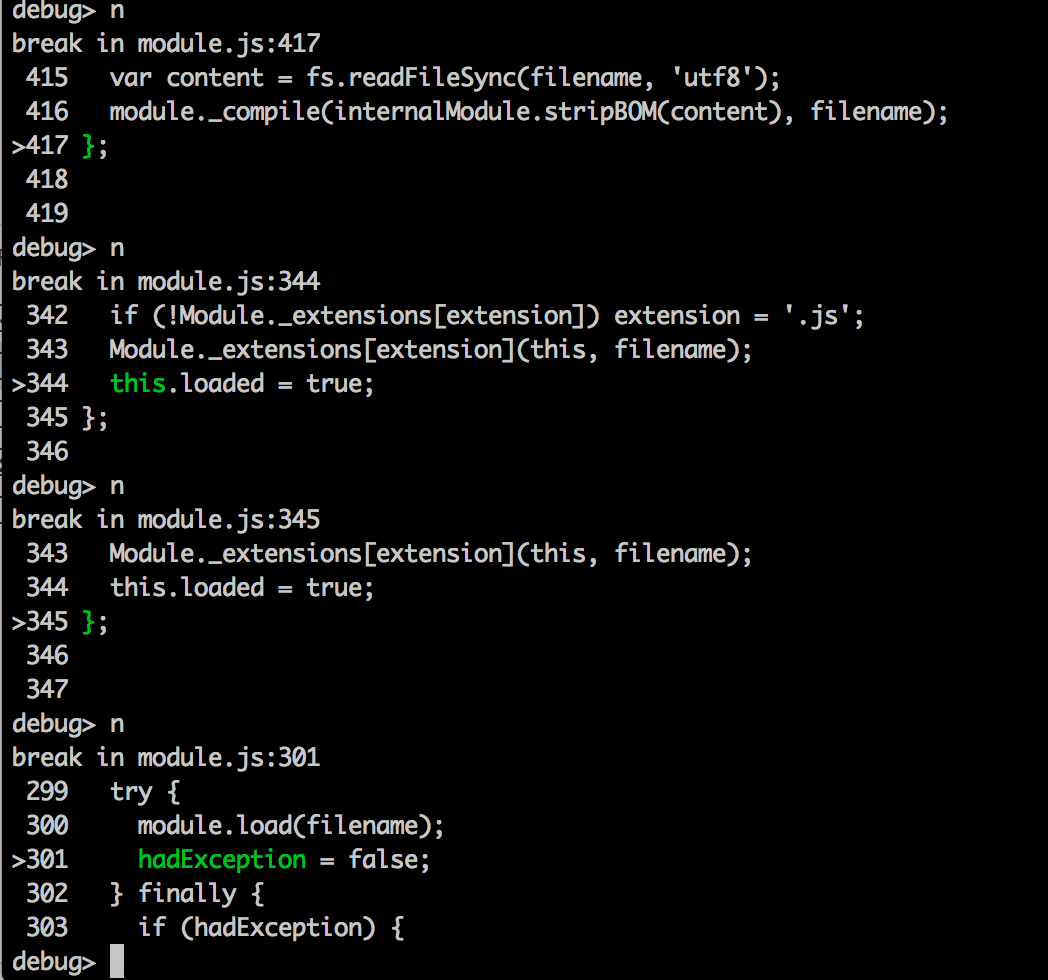 debug> n
break in module.js:417
 415   var content = fs.readFileSync(filename, 'utf8');
 416   module._compile(internalModule.stripBOM(content), filename);
>417 };
 418
 419
debug> n
break in module.js:344
 342   if (!Module._extensions[extension]) extension = '.js';
 343   Module._extensions[extension](this, filename);
>344   this.loaded = true;
 345 };
 346
debug> n
break in module.js:345
 343   Module._extensions[extension](this, filename);
 344   this.loaded = true;
>345 };
 346
 347
debug> n
break in module.js:301
 299   try {
 300     module.load(filename);
>301     hadException = false;
 302   } finally {
 303     if (hadException) {
debug>